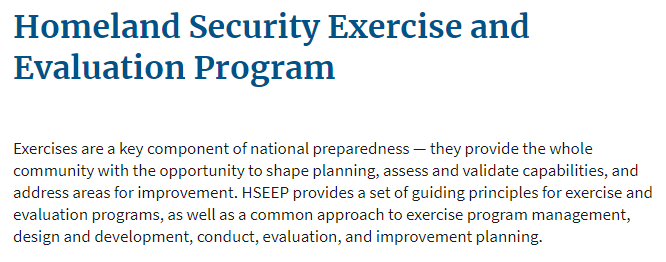 Homeland Security Exercise and
Evaluation Program
Exercises are a key component of national preparedness — they provide the whole
community with the opportunity to shape planning, assess and validate capabilities, and
address areas for improvement. HSEEP provides a set of guiding principles for exercise and
evaluation programs, as well as a common approach to exercise program management,
design and development, conduct, evaluation, and improvement planning.